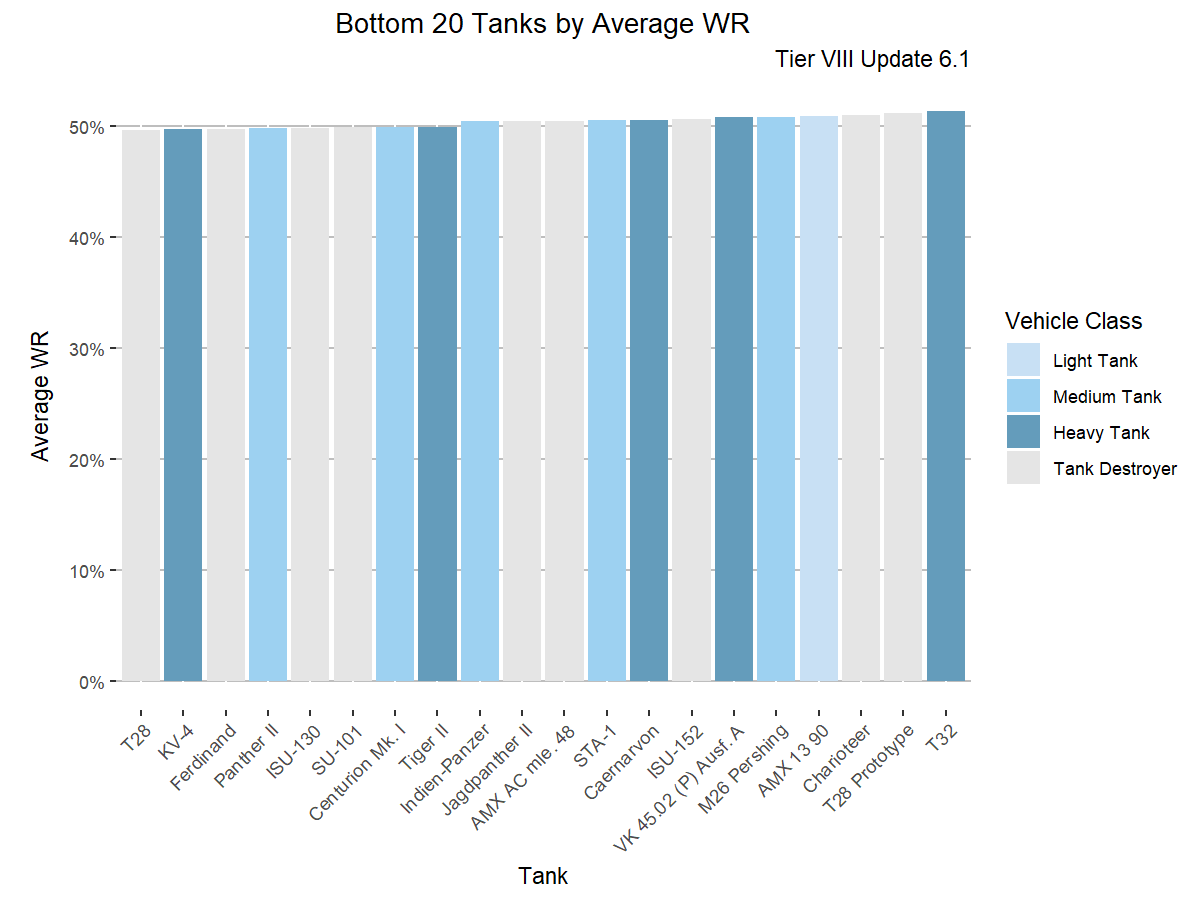 Bottom 20 Tanks by Average WR
Tier VIII Update 6.1
Average WR
50%
40%
30%
20%
10%
0%
T28
KV-4
Ferdinand
Panther II
ISU-130
SU-101
Centurion Mk. I
Tiger II
Indien-Panzer
Jagdpanther II
AMX AC mle. 48
STA-1
Caernarvon
ISU-152
VK 45.02 (P) Ausf. A
M26 Pershing
AMX 13 90
Charioteer
T28 Prototype
T32
Tank
Vehicle Class
Light Tank
Medium Tank
Heavy Tank
Tank Destroyer